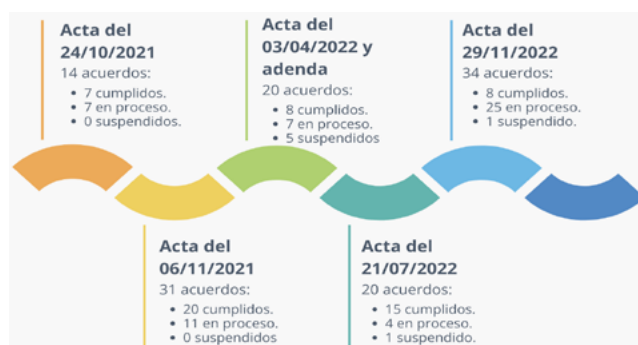 Acta del
24/10/2021
14 acuerdos:
• 7 cumplidos.
• 7 en proceso.
• 0 suspendidos.
Acta del
03/04/2022 y
adenda
20 acuerdos:
• 8 cumplidos.
• 7 en proceso.
• 5 suspendidos
Acta del
29/11/2022
34 acuerdos:
• 8 cumplidos.
• 25 en proceso.
• 1 suspendido.
Acta del
06/11/2021
31 acuerdos:
• 20 cumplidos.
• 11 en proceso.
• 0 suspendidos
Acta del
21/07/2022
20 acuerdos:
• 15 cumplidos.
• 4 en proceso.
• 1 suspendido.